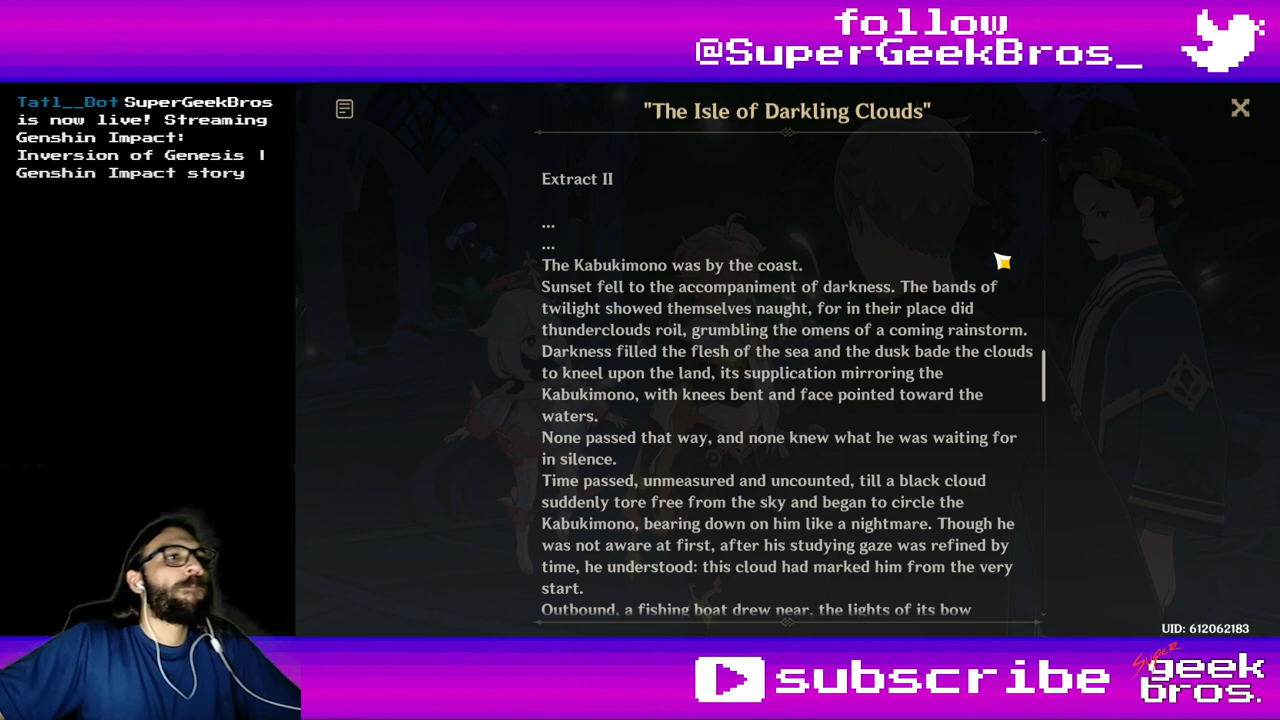 follow
@SuperGeekBros_
Tatl__Bot SuperGeekBros
is now live! Streaming
Genshin Impact:
Inversion of Genesis |
Genshin Impact story
"The Isle of Darkling Clouds"
Extract II
...
...
The Kabukimono was by the coast.
Sunset fell to the accompaniment of darkness. The bands of
twilight showed themselves naught, for in their place did
thunderclouds roil, grumbling the omens of a coming rainstorm.
Darkness filled the flesh of the sea and the dusk bade the clouds
to kneel upon the land, its supplication mirroring the
Kabukimono, with knees bent and face pointed toward the
waters.
None passed that way, and none knew what he was waiting for
in silence.
Time passed, unmeasured and uncounted, till a black cloud
suddenly tore free from the sky and began to circle the
Kabukimono, bearing down on him like a nightmare. Though he
was not aware at first, after his studying gaze was refined by
time, he understood: this cloud had marked him from the very
start.
Outbound, a fishing boat drew near, the lights of its bow
UID: 612062183
subscribe
SUPER
geek
bros.